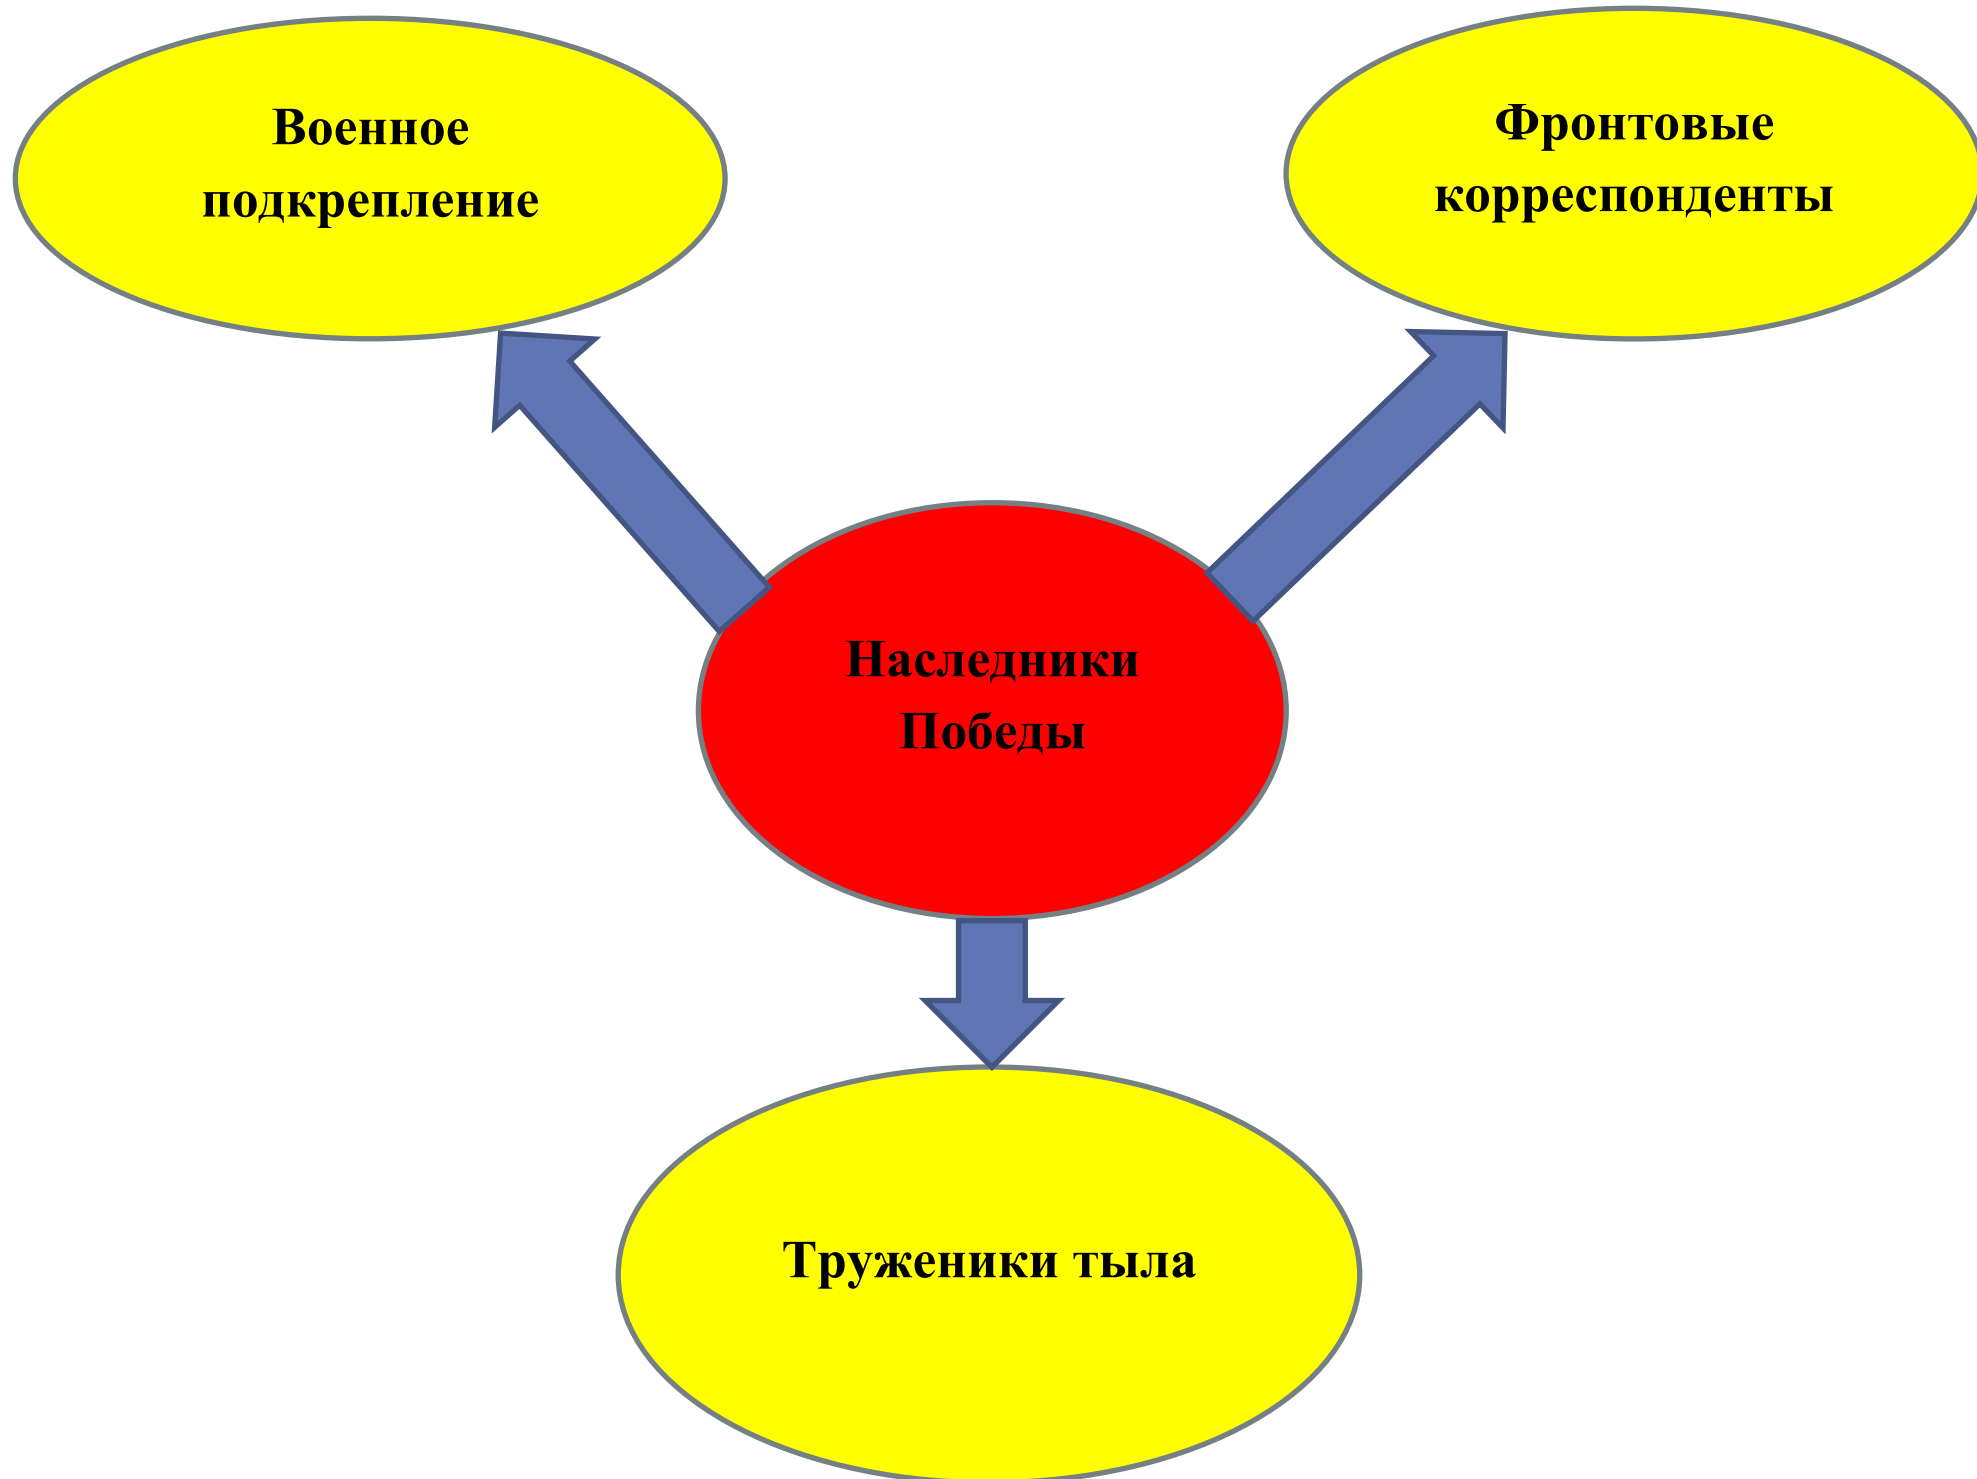 Военное
подкрепление
Фронтовые
корреспонденты
Наследники
Победы
Труженики тыла